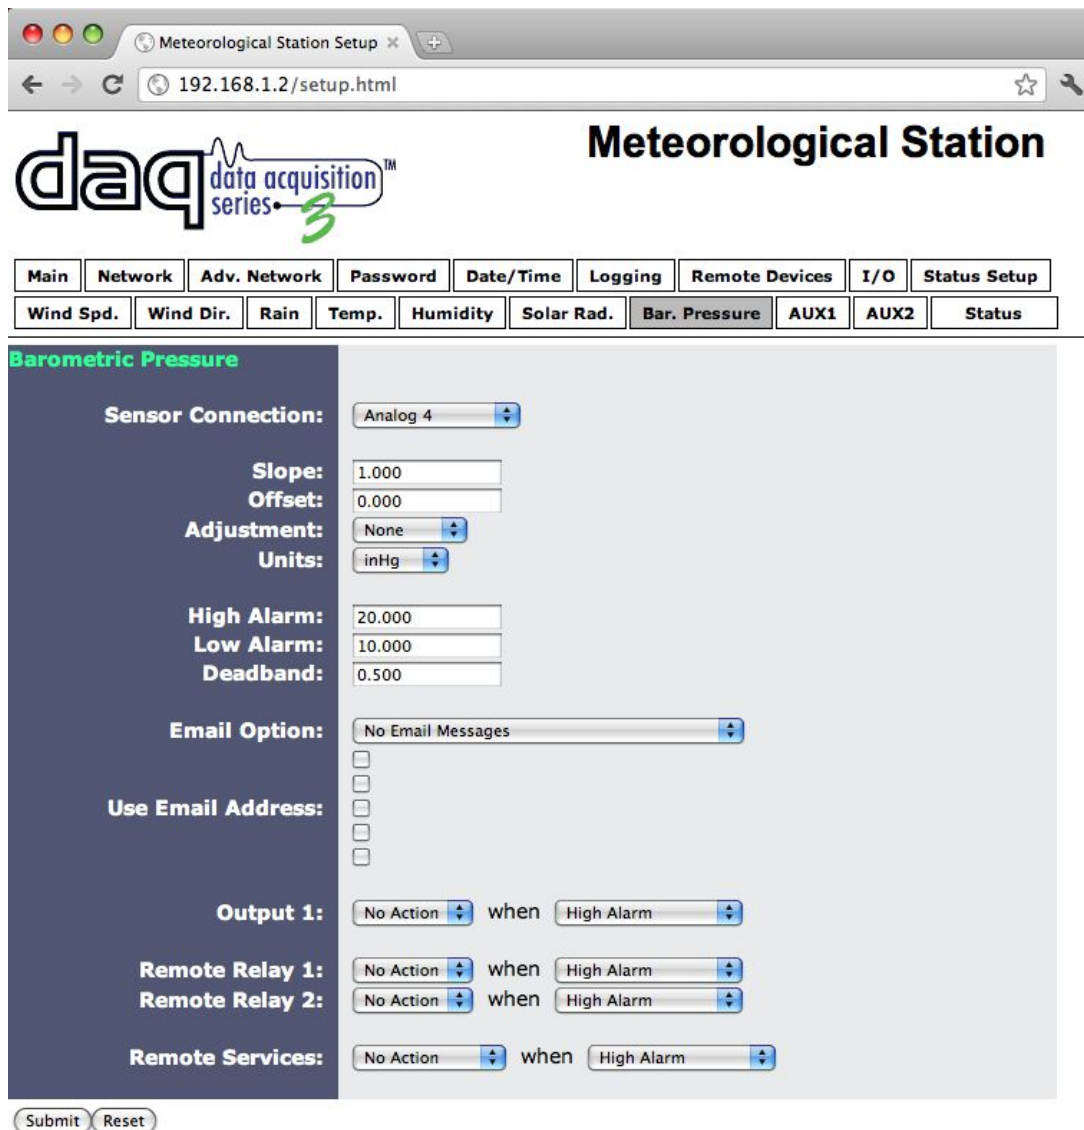 Meteorological Station Setup
192.168.1.2/setup.html
daq data acquisition series 3 TM
Meteorological Station
Main Network Adv. Network Password Date/Time Logging Remote Devices I/O Status Setup
Wind Spd. Wind Dir. Rain Temp. Humidity Solar Rad. Bar. Pressure AUX1 AUX2 Status
Barometric Pressure
Sensor Connection: Analog 4
Slope: 1.000
Offset: 0.000
Adjustment: None
Units: inHg
High Alarm: 20.000
Low Alarm: 10.000
Deadband: 0.500
Email Option: No Email Messages
Use Email Address:
Output 1: No Action when High Alarm
Remote Relay 1: No Action when High Alarm
Remote Relay 2: No Action when High Alarm
Remote Services: No Action when High Alarm
Submit Reset